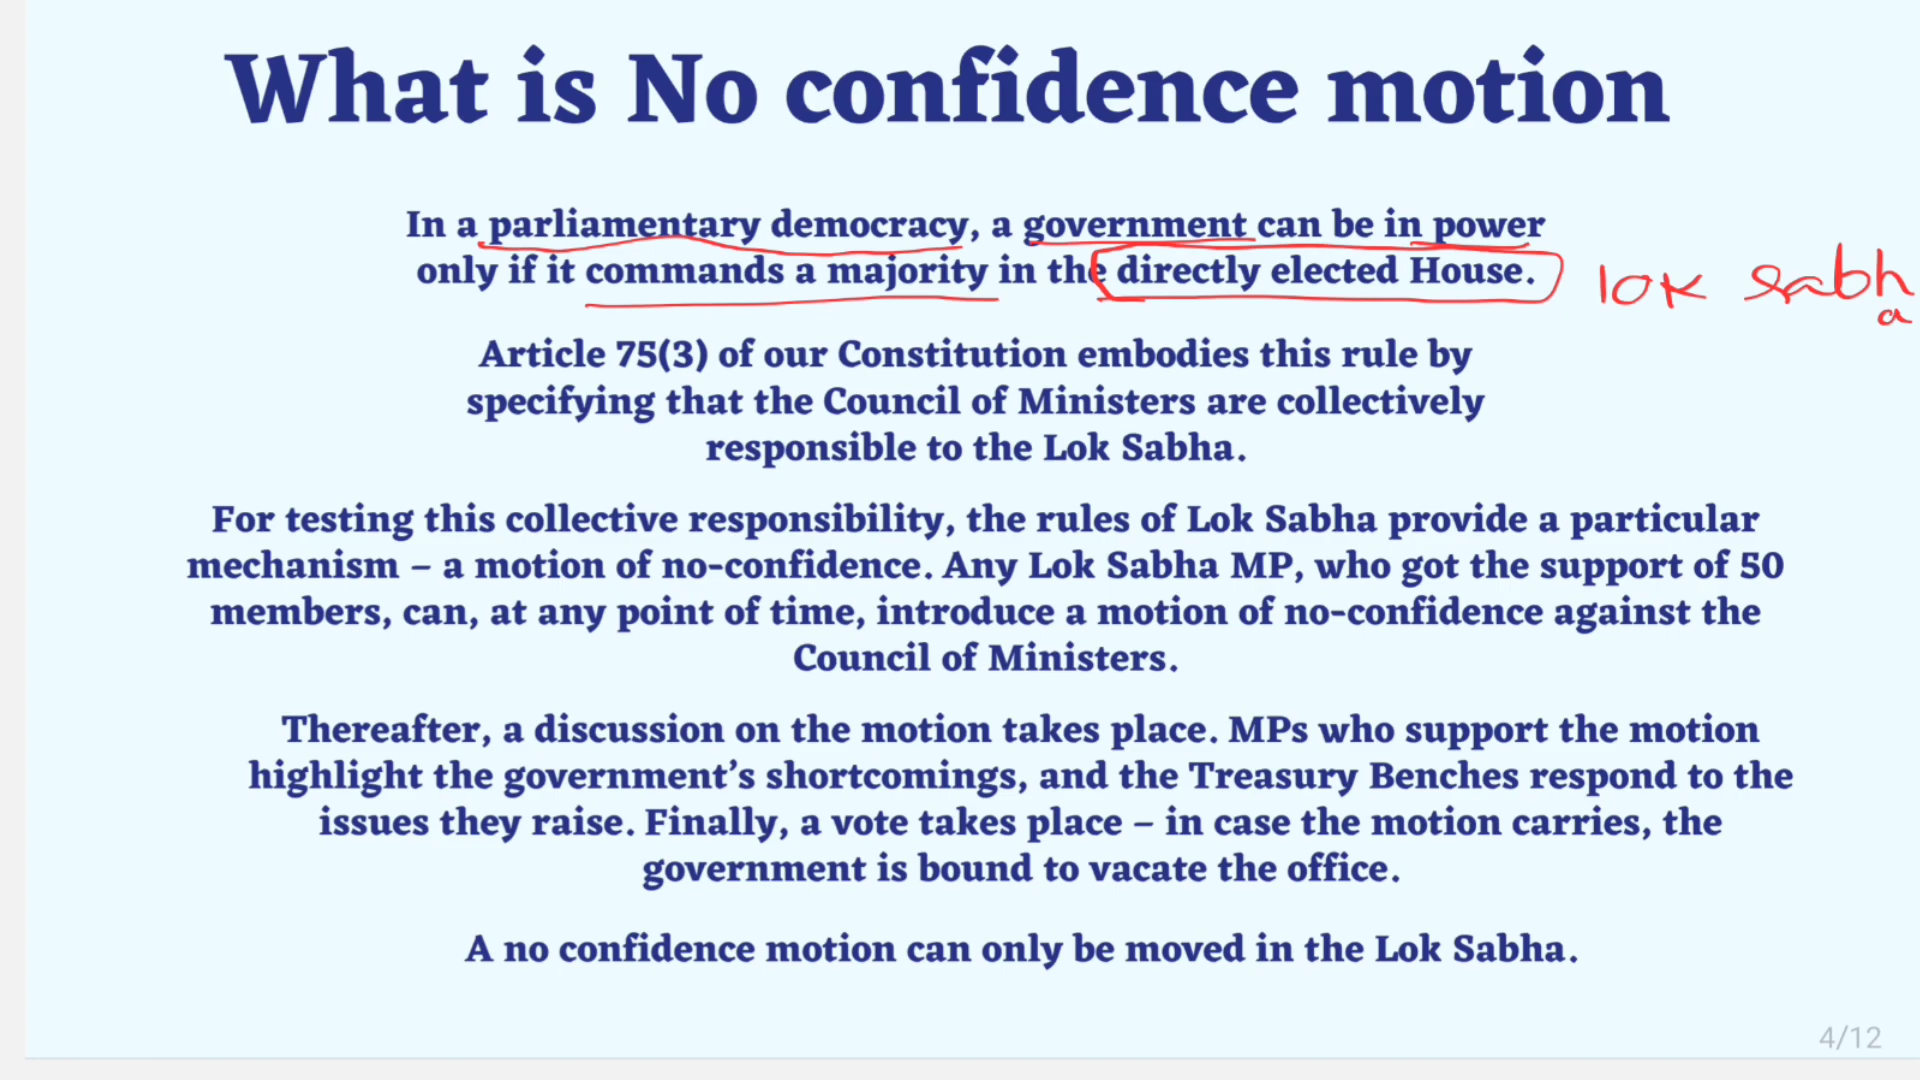 What is No confidence motion
In a parliamentary democracy, a government can be in power
only if it commands a majority in the directly elected House.
lok sabh
a
Article 75(3) of our Constitution embodies this rule by
specifying that the Council of Ministers are collectively
responsible to the Lok Sabha.
For testing this collective responsibility, the rules of Lok Sabha provide a particular
mechanism – a motion of no-confidence. Any Lok Sabha MP, who got the support of 50
members, can, at any point of time, introduce a motion of no-confidence against the
Council of Ministers.
Thereafter, a discussion on the motion takes place. MPs who support the motion
highlight the government’s shortcomings, and the Treasury Benches respond to the
issues they raise. Finally, a vote takes place – in case the motion carries, the
government is bound to vacate the office.
A no confidence motion can only be moved in the Lok Sabha.
4/12